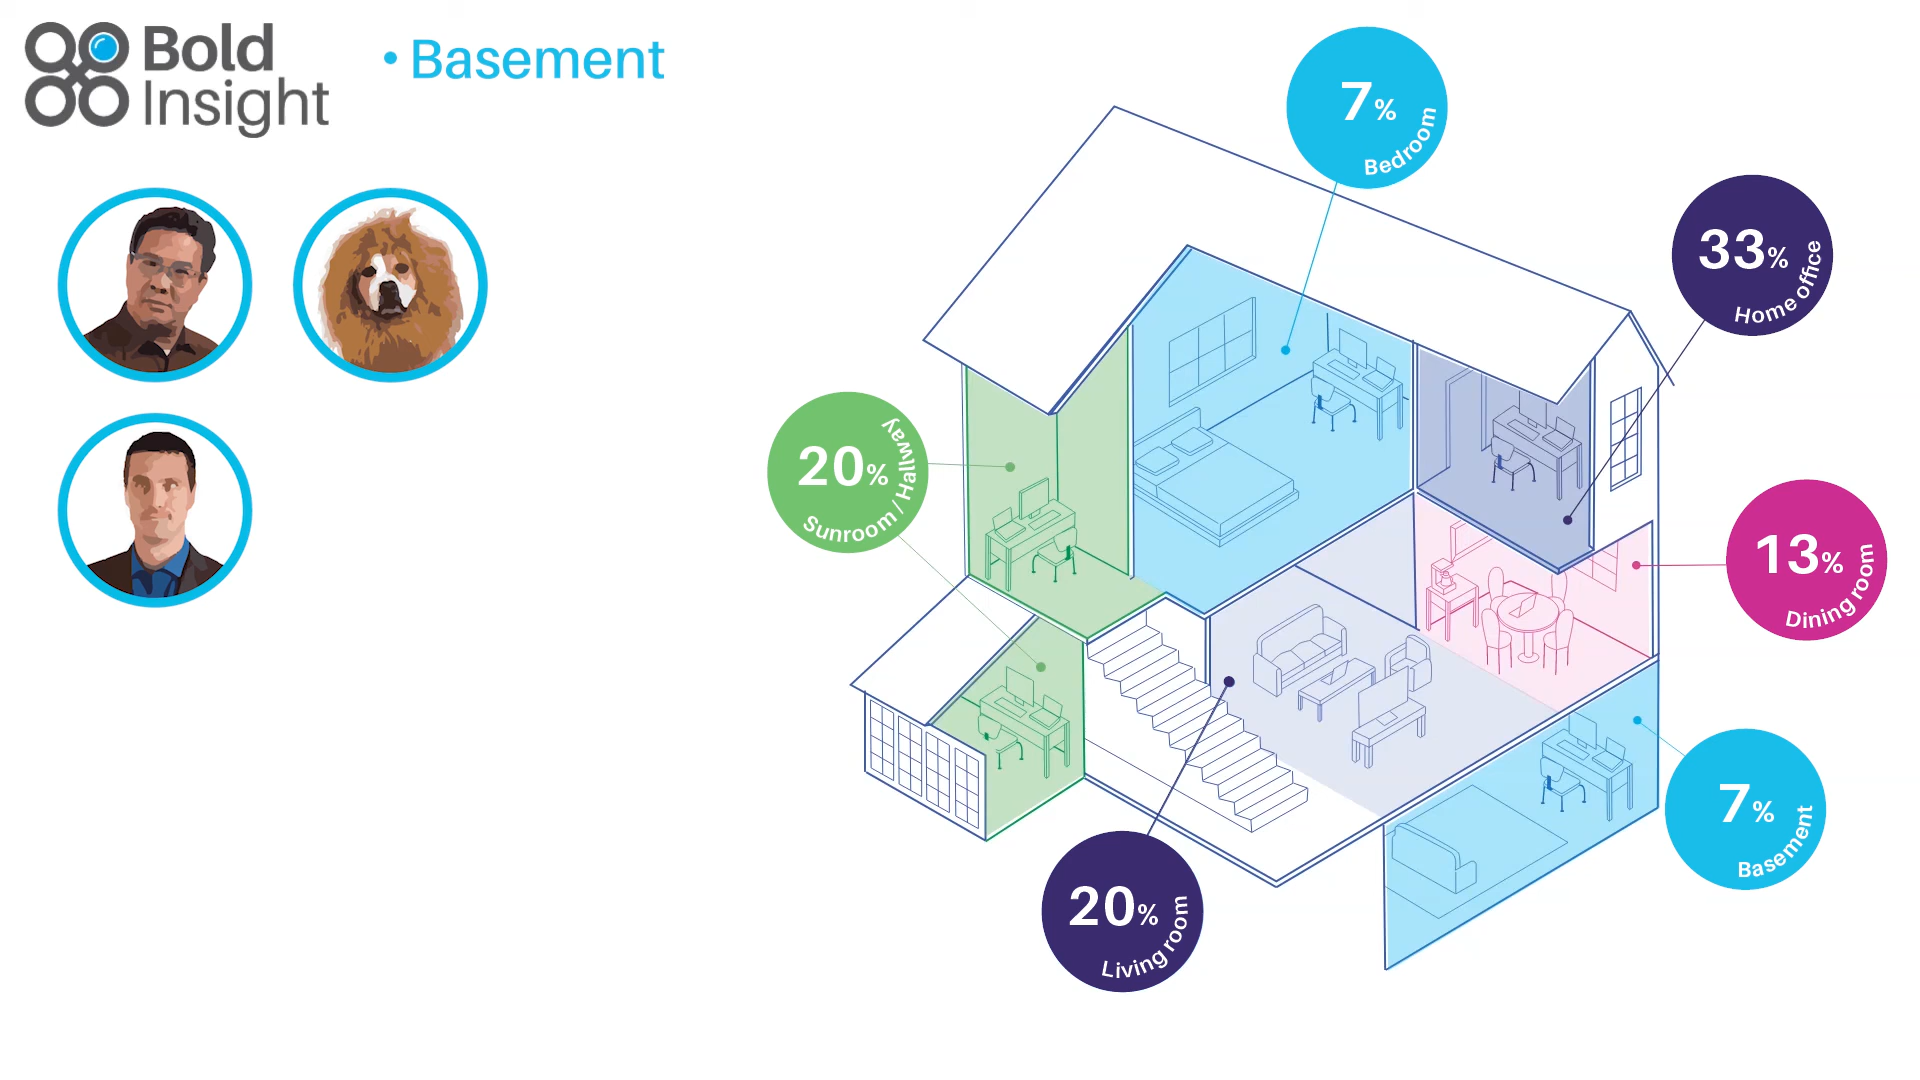 Bold
Insight
• Basement
7%
Bedroom
33%
Home office
20%
Sunroom / Hallway
13%
Dining room
7%
Basement
20%
Living room